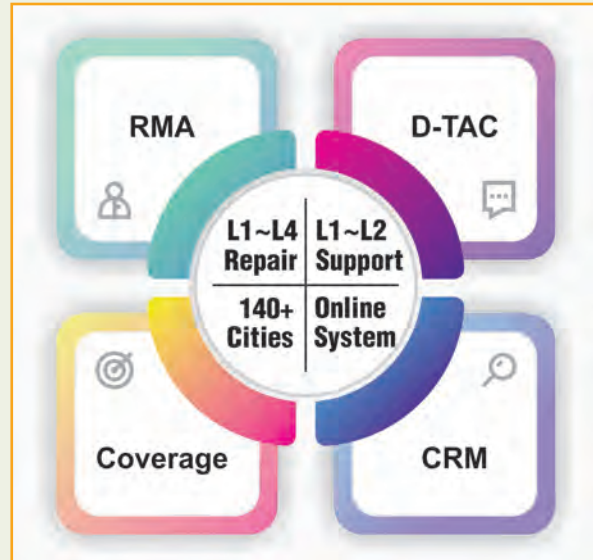 RMA
D-TAC
L1~L4
Repair
L1~L2
Support
140+
Cities
Online
System
Coverage
CRM